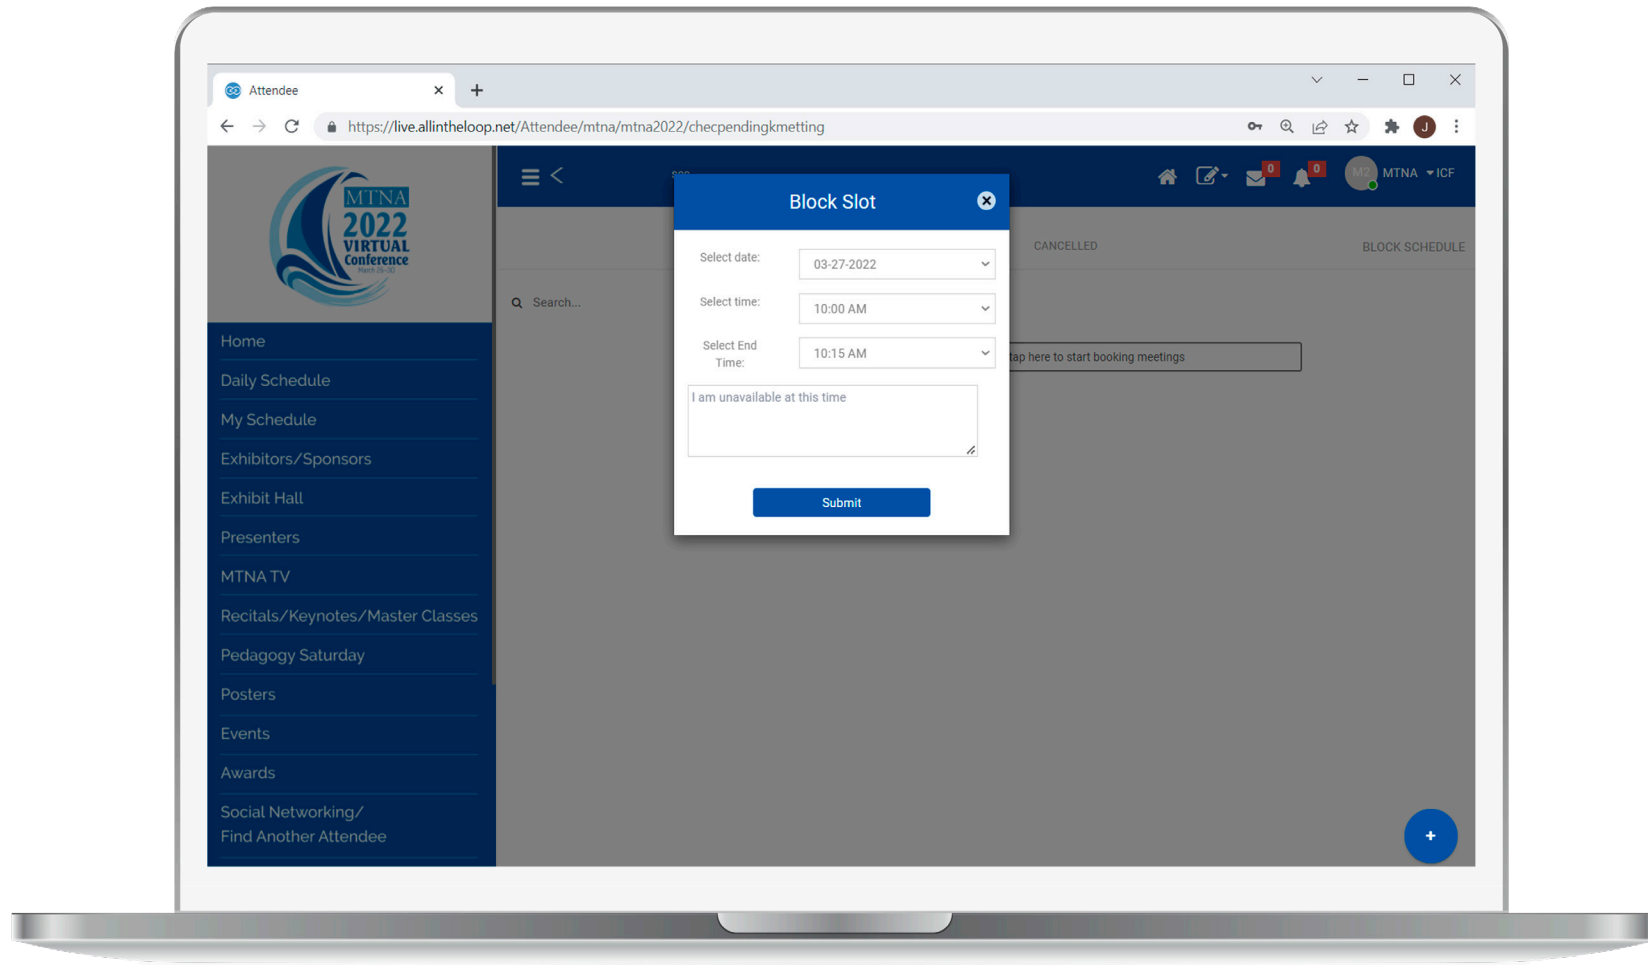 Attendee
https://live.allintheloop.net/Attendee/mtna/mtna2022/checpendingkmetting
J
MTNA
2022
VIRTUAL
Conference
March 26-30
0
0
M2
MTNA
ICF
CANCELLED
BLOCK SCHEDULE
Search...
tap here to start booking meetings
Block Slot
Select date:
03-27-2022
Select time:
10:00 AM
Select End
Time:
10:15 AM
I am unavailable at this time
Submit
Home
Daily Schedule
My Schedule
Exhibitors/Sponsors
Exhibit Hall
Presenters
MTNA TV
Recitals/Keynotes/Master Classes
Pedagogy Saturday
Posters
Events
Awards
Social Networking/
Find Another Attendee
+